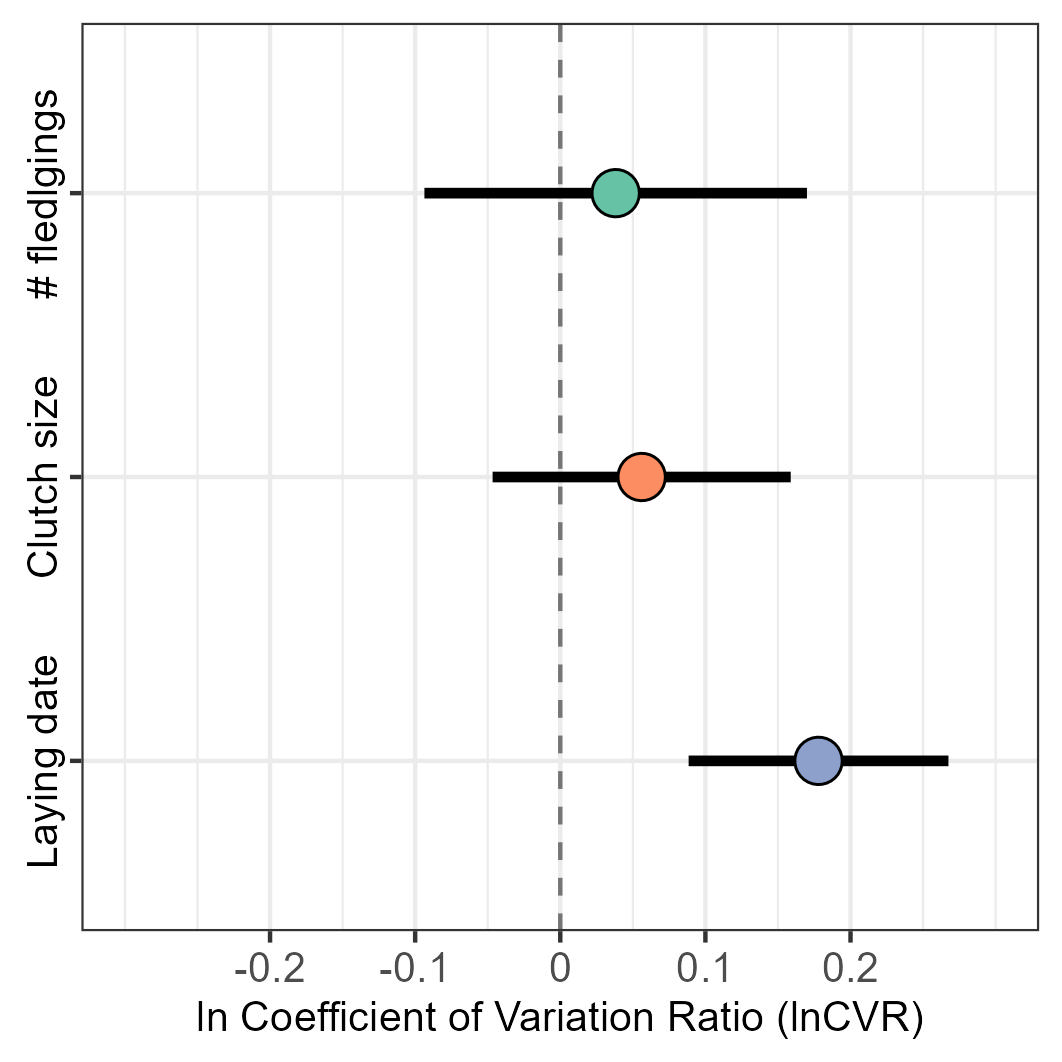 # fledlgings
Clutch size
Laying date
-0.2
-0.1
0
0.1
0.2
ln Coefficient of Variation Ratio (lnCVR)